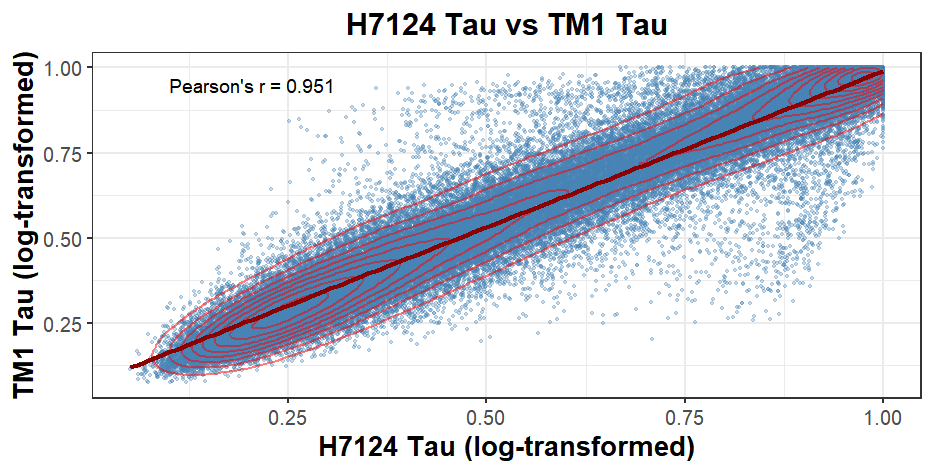 H7124 Tau vs TM1 Tau
TM1 Tau (log-transformed)
1.00
0.75
0.50
0.25
Pearson's r = 0.951
0.25 0.50 0.75 1.00
H7124 Tau (log-transformed)